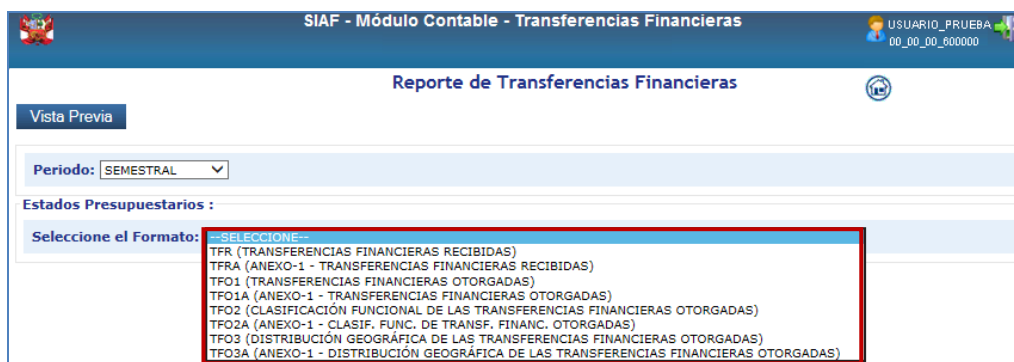 SIAF - Módulo Contable - Transferencias Financieras
USUARIO_PRUEBA
00_00_00_600000
Reporte de Transferencias Financieras
Vista Previa
Periodo: SEMESTRAL
Estados Presupuestarios :
Seleccione el Formato: --SELECCIONE--
TFR (TRANSFERENCIAS FINANCIERAS RECIBIDAS)
TFRA (ANEXO-1 - TRANSFERENCIAS FINANCIERAS RECIBIDAS)
TFO1 (TRANSFERENCIAS FINANCIERAS OTORGADAS)
TFO1A (ANEXO-1 - TRANSFERENCIAS FINANCIERAS OTORGADAS)
TFO2 (CLASIFICACIÓN FUNCIONAL DE LAS TRANSFERENCIAS FINANCIERAS OTORGADAS)
TFO2A (ANEXO-1 - CLASIF. FUNC. DE TRANSF. FINANC. OTORGADAS)
TFO3 (DISTRIBUCIÓN GEOGRÁFICA DE LAS TRANSFERENCIAS FINANCIERAS OTORGADAS)
TFO3A (ANEXO-1 - DISTRIBUCIÓN GEOGRÁFICA DE LAS TRANSFERENCIAS FINANCIERAS OTORGADAS)